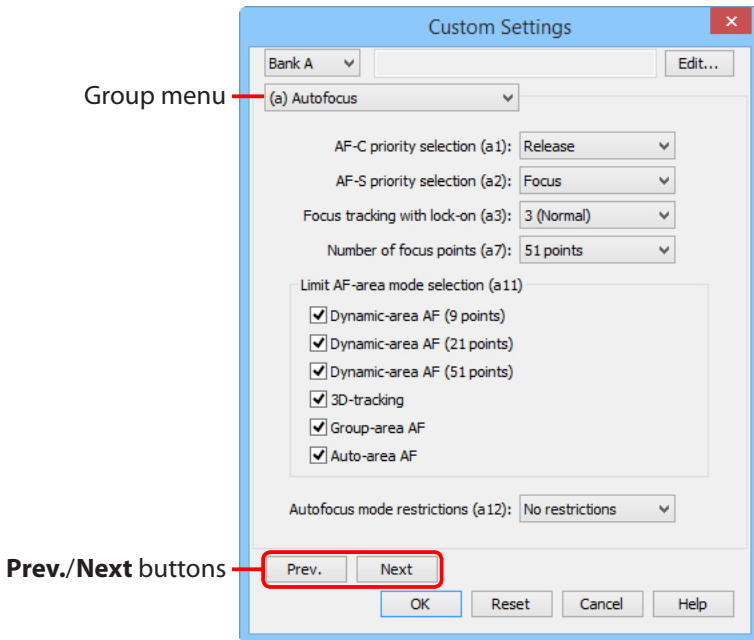 Custom Settings
Bank A Edit...
Group menu (a) Autofocus
AF-C priority selection (a1): Release
AF-S priority selection (a2): Focus
Focus tracking with lock-on (a3): 3 (Normal)
Number of focus points (a7): 51 points
Limit AF-area mode selection (a11)
Dynamic-area AF (9 points)
Dynamic-area AF (21 points)
Dynamic-area AF (51 points)
3D-tracking
Group-area AF
Auto-area AF
Autofocus mode restrictions (a12): No restrictions
Prev./Next buttons Prev. Next
OK Reset Cancel Help